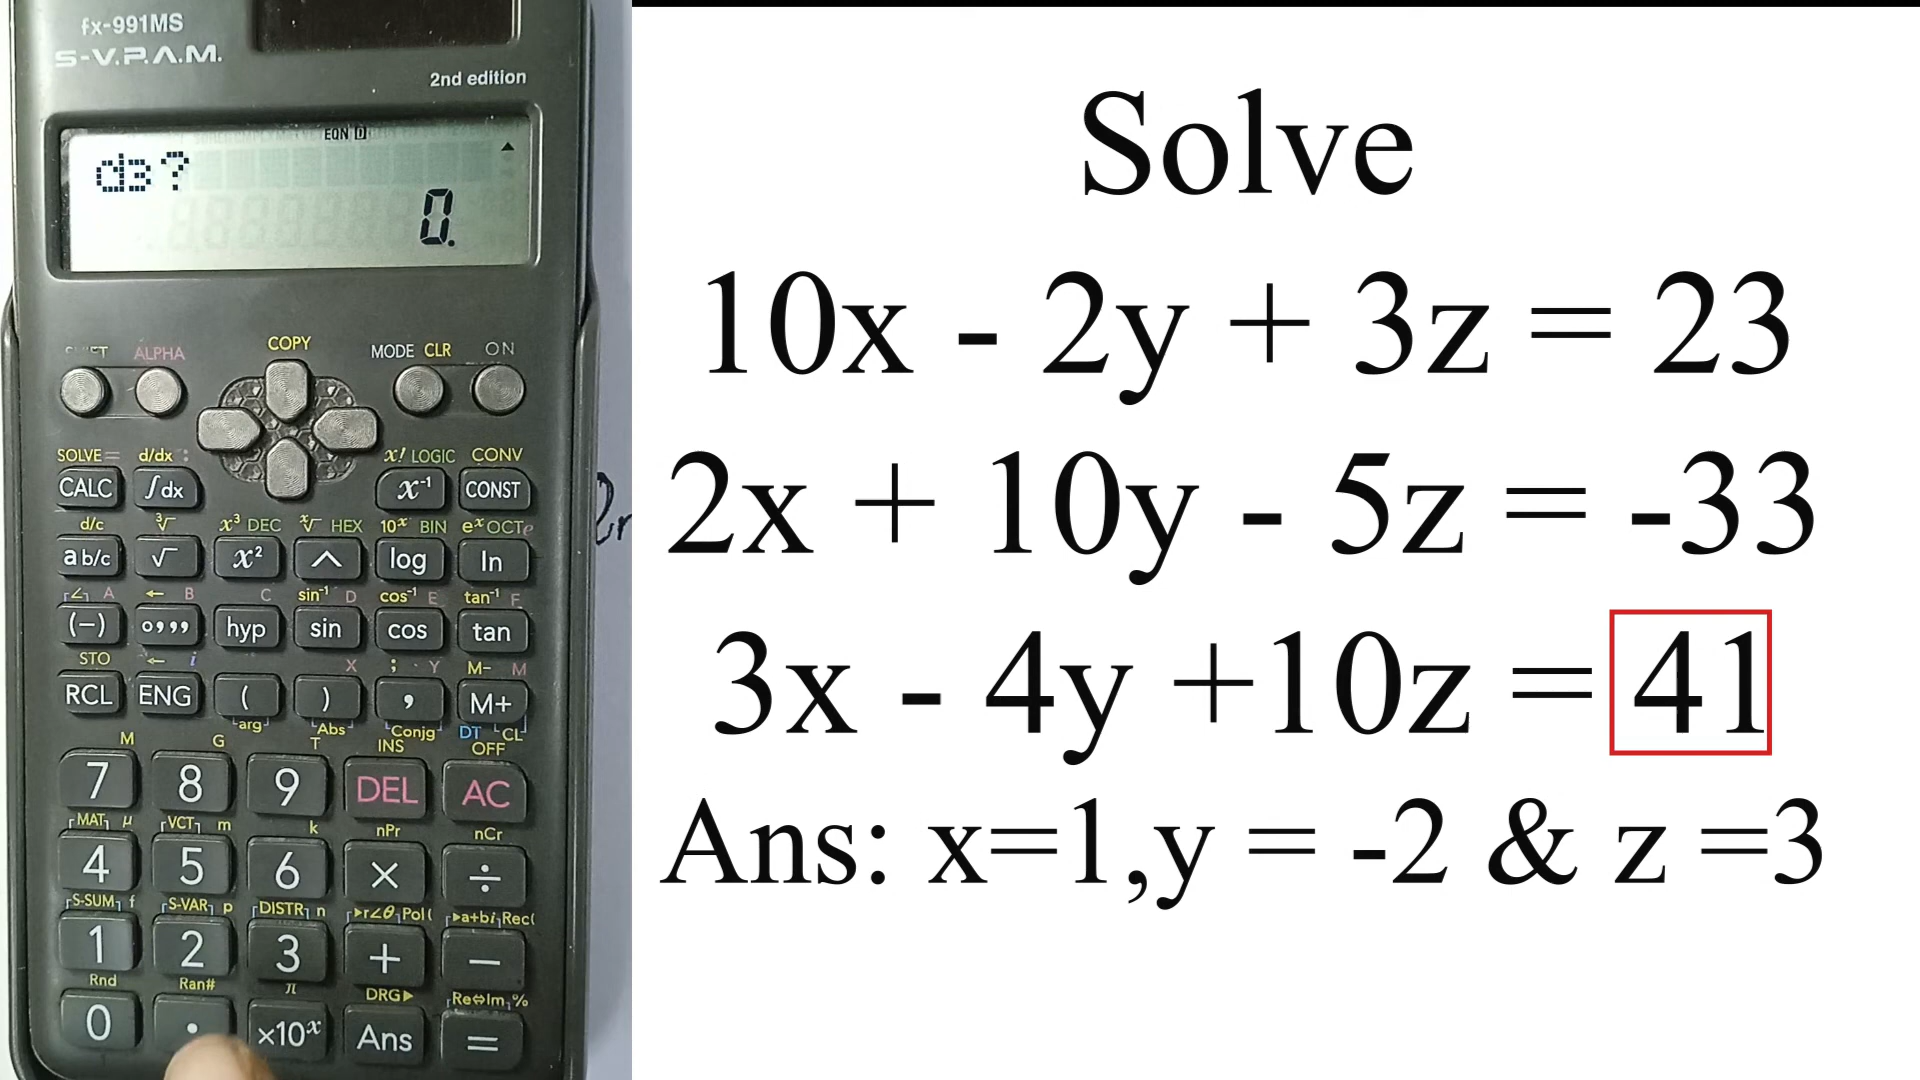 fx-991MS
S-V.P.A.M.
2nd edition
EQN D
d3?
0.
COPY
ALPHA MODE CLR ON
SOLVE = d/dx : x! LOGIC CONV
CALC ∫dx x⁻¹ CONST
d/c ³√ x³ DEC ˣ√ HEX 10ˣ BIN eˣ OCT e
a b/c √ x² ^ log ln
∠ A ← B C sin⁻¹ D cos⁻¹ E tan⁻¹ F
(−) o,,, hyp sin cos tan
STO ← i X ; Y M− M
RCL ENG ( ) , M+
arg Abs Conjg DT CL
M G T INS OFF
7 8 9 DEL AC
MAT μ VCT m k nPr nCr
4 5 6 × ÷
S-SUM f S-VAR p DISTR n ▶r∠θ Pol( ▶a+bi Rec(
1 2 3 + −
Rnd Ran# π DRG▶ Re⇔Im %
0 . ×10ˣ Ans =
Solve
10x - 2y + 3z = 23
2x + 10y - 5z = -33
3x - 4y +10z = 41
Ans: x=1,y = -2 & z =3